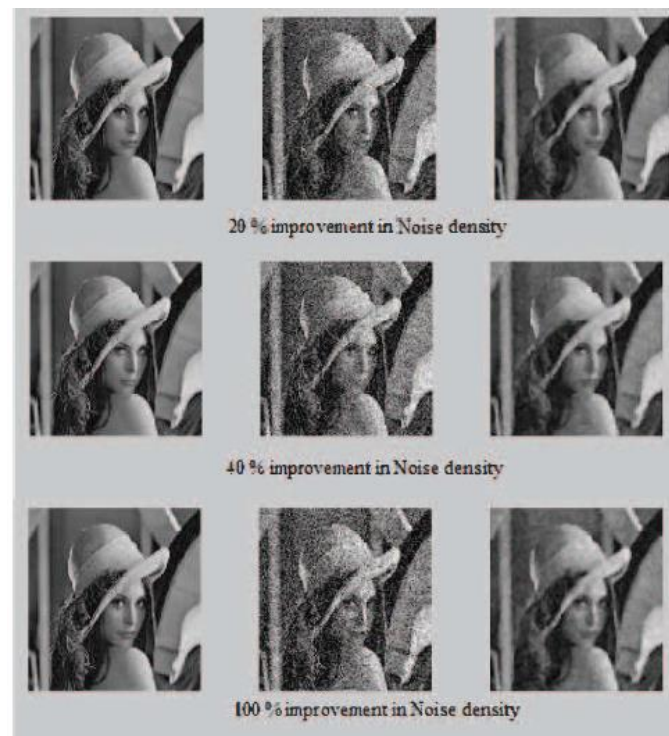 20 % improvement in Noise density
40 % improvement in Noise density
100 % improvement in Noise density